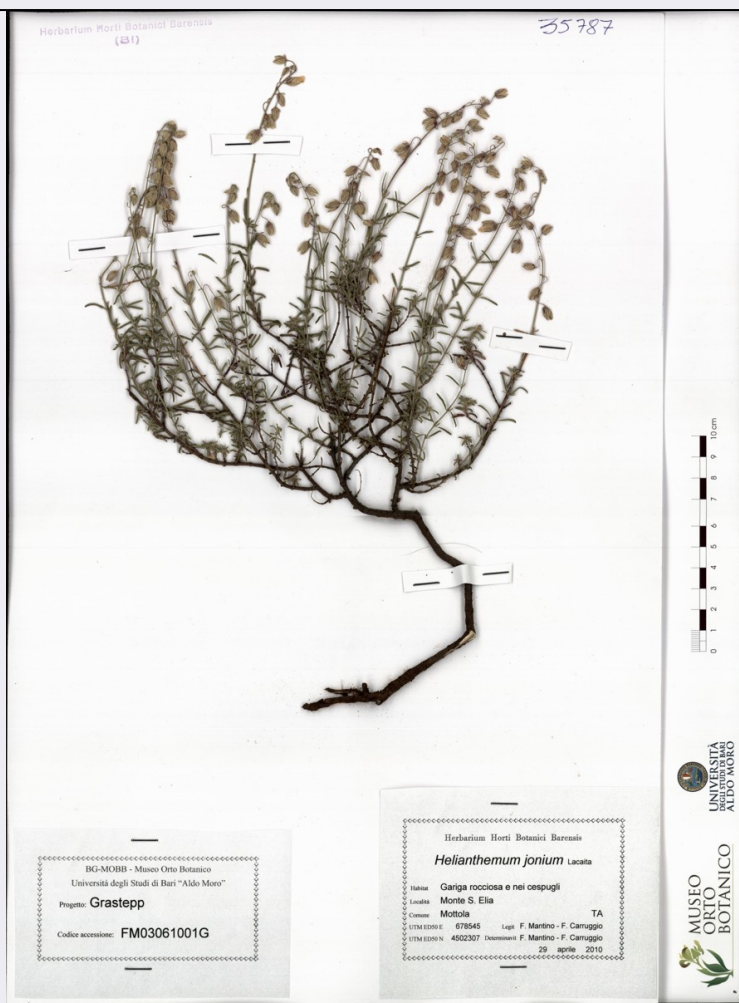 Herbarium Horti Botanici Barensis
(BI)
35787
10 cm
9
8
7
6
5
4
3
2
1
0
UNIVERSITÀ
DEGLI STUDI DI BARI
ALDO MORO
MUSEO
ORTO
BOTANICO
BG-MOBB - Museo Orto Botanico
Università degli Studi di Bari “Aldo Moro”
Progetto: Grastepp
Codice accessione: FM03061001G
Herbarium Horti Botanici Barensis
Helianthemum jonium Lacaita
Habitat Gariga rocciosa e nei cespugli
Località Monte S. Elia
Comune Mottola TA
UTM ED50 E 678545 Legit F. Mantino - F. Carruggio
UTM ED50 N 4502307 Determinavit F. Mantino - F. Carruggio
29 aprile 2010